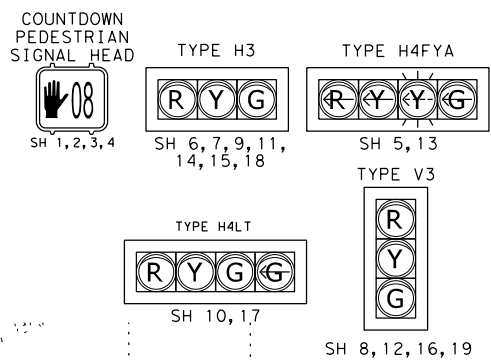 COUNTDOWN
PEDESTRIAN
SIGNAL HEAD
08
SH 1,2,3,4
TYPE H3
R Y G
SH 6,7,9,11,
14,15,18
TYPE H4FYA
R Y Y G
SH 5,13
TYPE H4LT
R Y G G
SH 10,17
TYPE V3
R
Y
G
SH 8,12,16,19